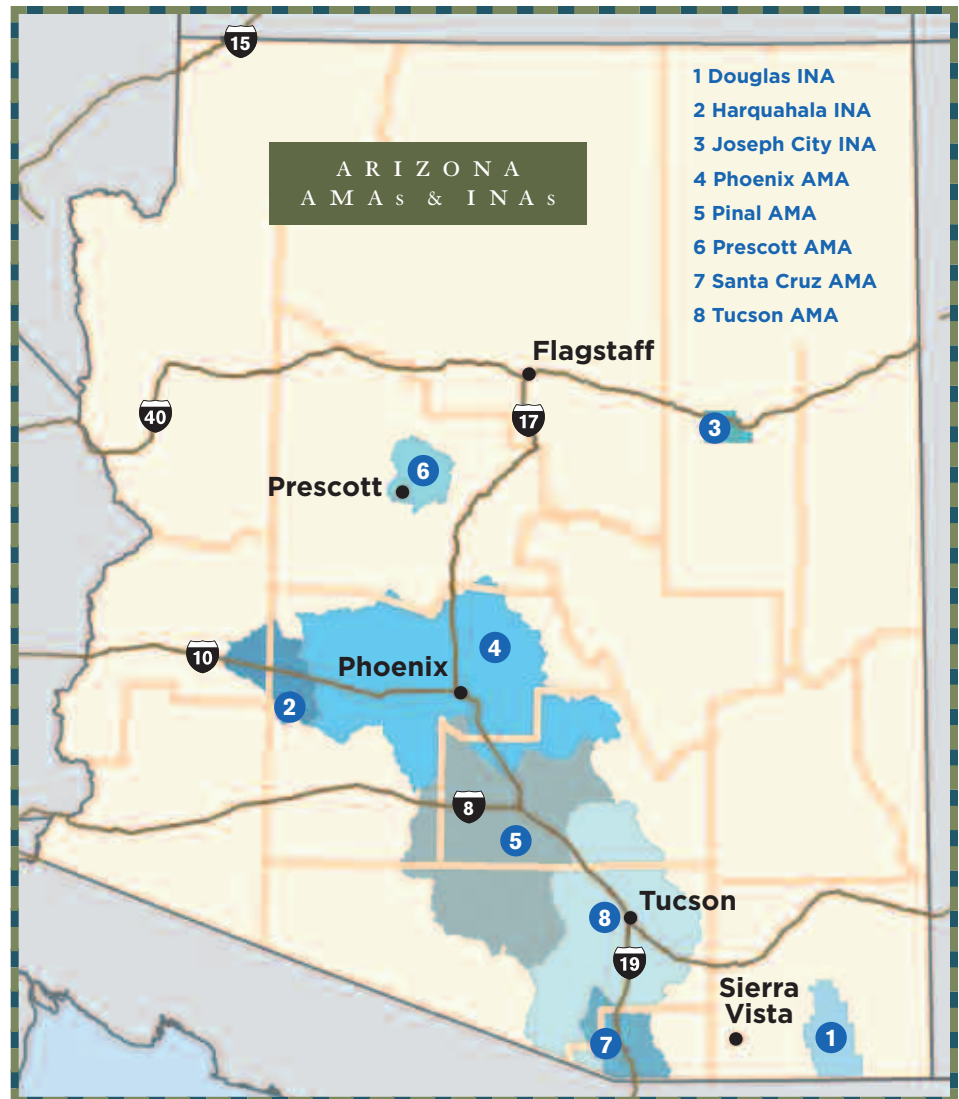 15
1 Douglas INA
2 Harquahala INA
3 Joseph City INA
4 Phoenix AMA
5 Pinal AMA
6 Prescott AMA
7 Santa Cruz AMA
8 Tucson AMA
ARIZONA
AMAs & INAs
Flagstaff
40
17
3
6
Prescott
4
10
Phoenix
2
8
5
Tucson
8
19
Sierra
Vista
7
1